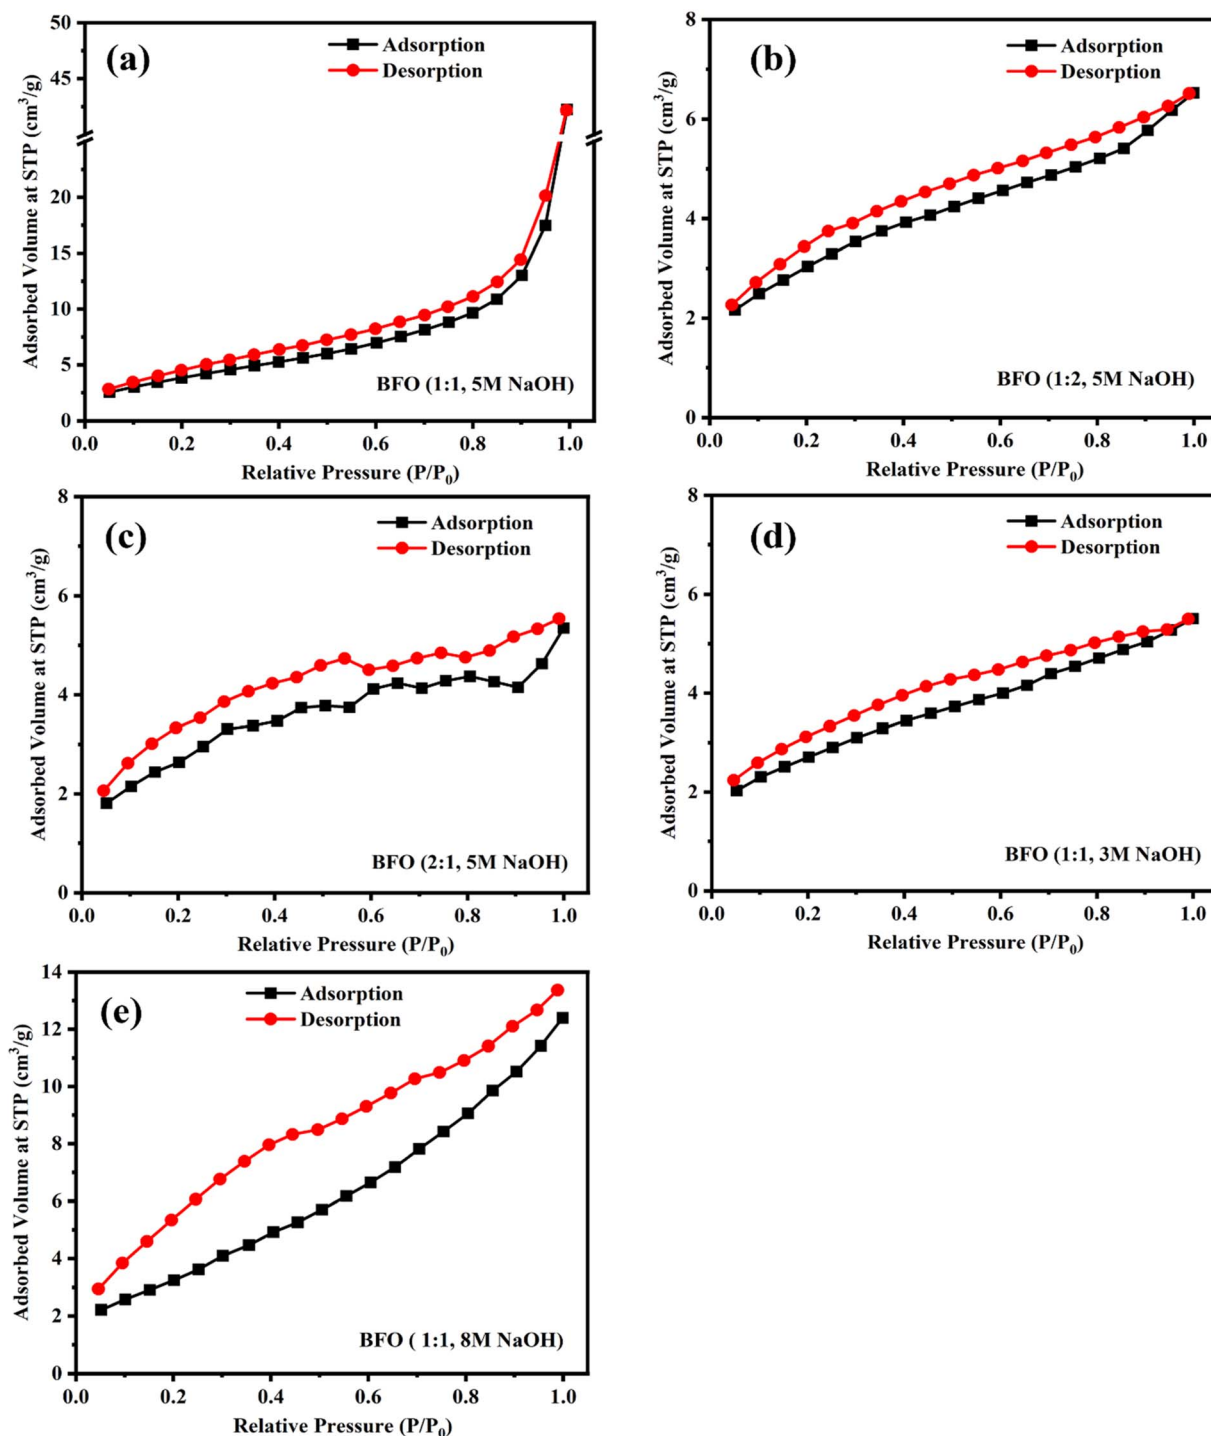 (a)
Adsorption
Desorption
50
45
20
15
10
5
0
Adsorbed Volume at STP (cm³/g)
BFO (1:1, 5M NaOH)
0.0 0.2 0.4 0.6 0.8 1.0
Relative Pressure (P/P₀)
(b)
Adsorption
Desorption
8
6
4
2
0
Adsorbed Volume at STP (cm³/g)
BFO (1:2, 5M NaOH)
0.0 0.2 0.4 0.6 0.8 1.0
Relative Pressure (P/P₀)
(c)
Adsorption
Desorption
8
6
4
2
0
Adsorbed Volume at STP (cm³/g)
BFO (2:1, 5M NaOH)
0.0 0.2 0.4 0.6 0.8 1.0
Relative Pressure (P/P₀)
(d)
Adsorption
Desorption
8
6
4
2
0
Adsorbed Volume at STP (cm³/g)
BFO (1:1, 3M NaOH)
0.0 0.2 0.4 0.6 0.8 1.0
Relative Pressure (P/P₀)
(e)
Adsorption
Desorption
14
12
10
8
6
4
2
0
Adsorbed Volume at STP (cm³/g)
BFO ( 1:1, 8M NaOH)
0.0 0.2 0.4 0.6 0.8 1.0
Relative Pressure (P/P₀)